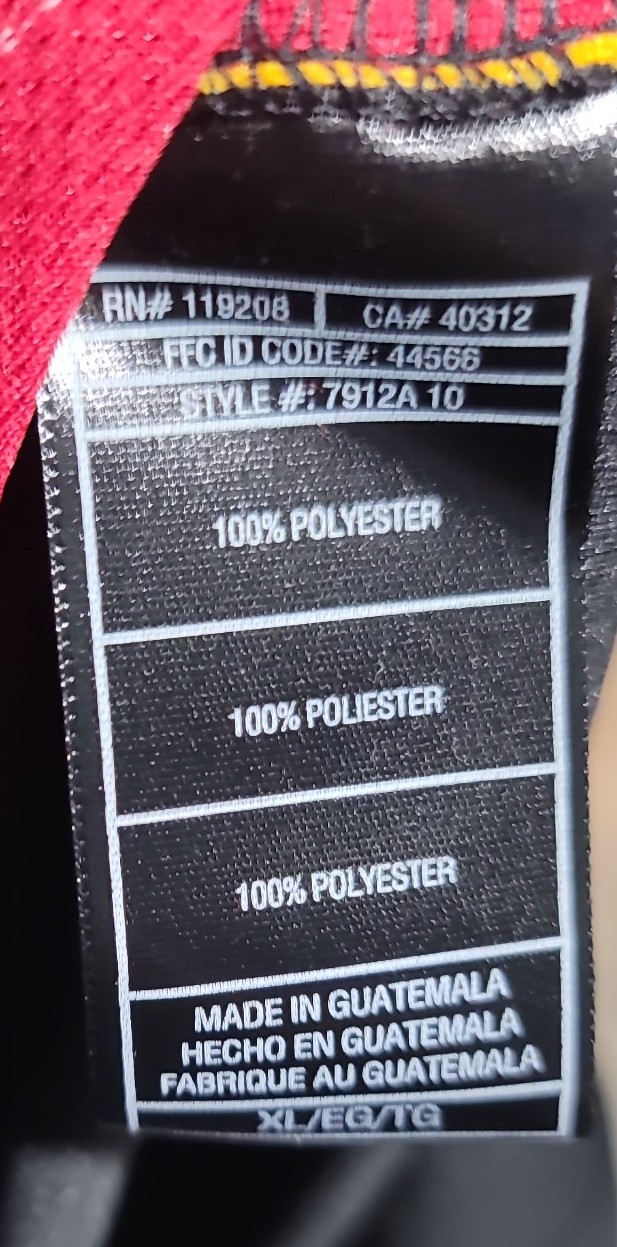 RN# 119208 CA# 40312
FFC ID CODE#: 44566
STYLE #: 7912A 10
100% POLYESTER
100% POLIESTER
100% POLYESTER
MADE IN GUATEMALA
HECHO EN GUATEMALA
FABRIQUE AU GUATEMALA
XL/EG/TG